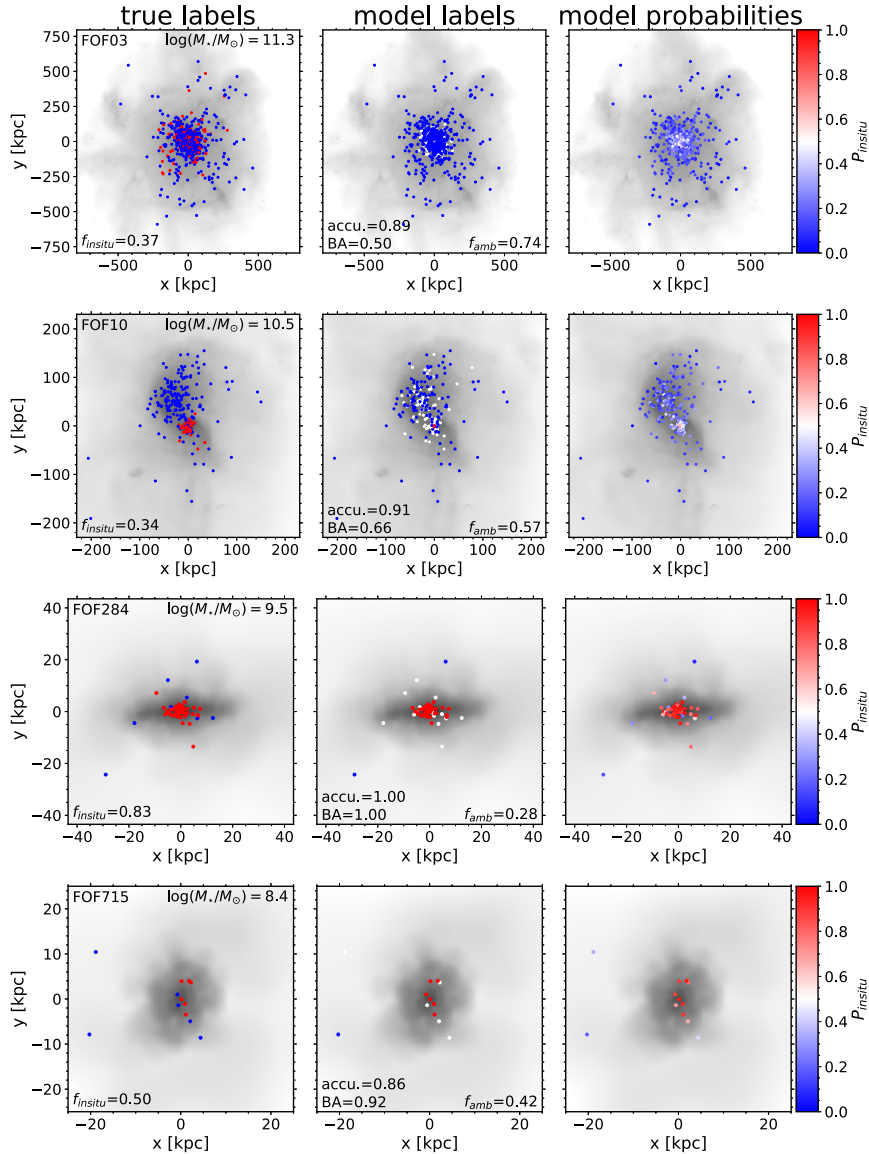 true labels model labels model probabilities
FOF03 log(M⋆/M⊙) = 11.3
750
500
250
0
−250
−500
−750
y [kpc]
f_insitu=0.37
accu.=0.89
BA=0.50 f_amb=0.74
−500 0 500 −500 0 500 −500 0 500
x [kpc] x [kpc] x [kpc]
1.0
0.8
0.6
0.4
0.2
0.0
P_insitu
FOF10 log(M⋆/M⊙) = 10.5
200
100
0
−100
−200
y [kpc]
f_insitu=0.34
accu.=0.91
BA=0.66 f_amb=0.57
−200 −100 0 100 200 −200 −100 0 100 200 −200 −100 0 100 200
x [kpc] x [kpc] x [kpc]
1.0
0.8
0.6
0.4
0.2
0.0
P_insitu
FOF284 log(M⋆/M⊙) = 9.5
40
20
0
−20
−40
y [kpc]
f_insitu=0.83
accu.=1.00
BA=1.00 f_amb=0.28
−40 −20 0 20 40 −40 −20 0 20 40 −40 −20 0 20 40
x [kpc] x [kpc] x [kpc]
1.0
0.8
0.6
0.4
0.2
0.0
P_insitu
FOF715 log(M⋆/M⊙) = 8.4
20
10
0
−10
−20
y [kpc]
f_insitu=0.50
accu.=0.86
BA=0.92 f_amb=0.42
−20 0 20 −20 0 20 −20 0 20
x [kpc] x [kpc] x [kpc]
1.0
0.8
0.6
0.4
0.2
0.0
P_insitu